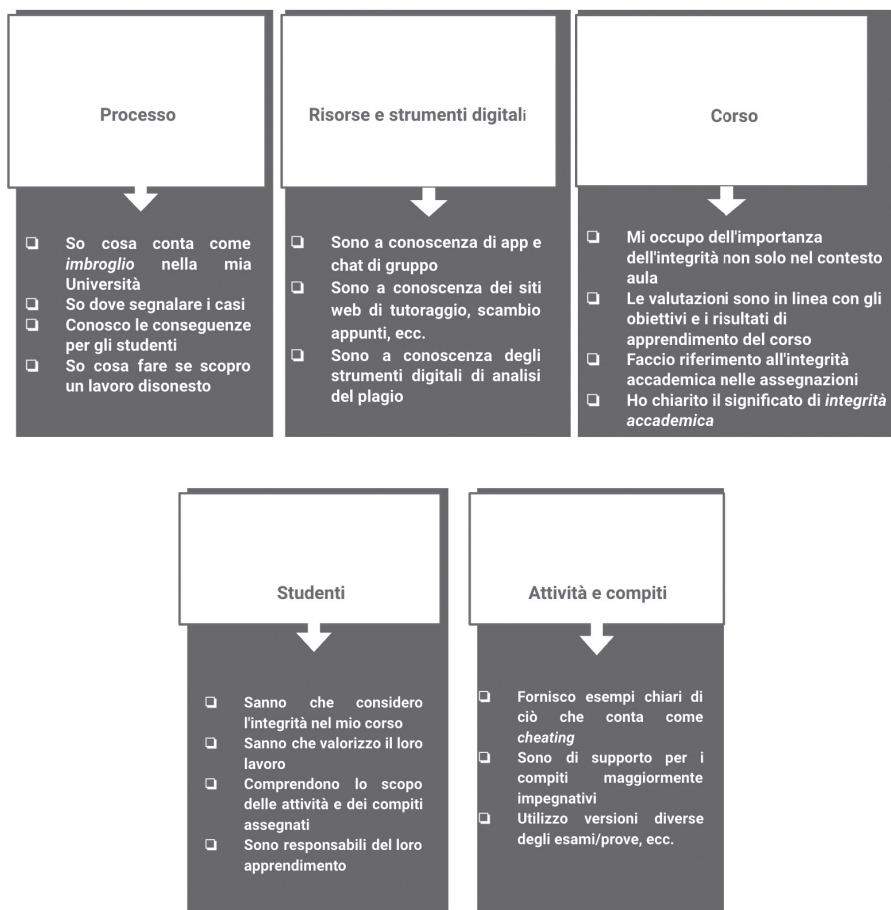 Processo
So cosa conta come
imbroglio nella mia
Università
So dove segnalare i casi
Conosco le conseguenze
per gli studenti
So cosa fare se scopro
un lavoro disonesto
Risorse e strumenti digitali
Sono a conoscenza di app e
chat di gruppo
Sono a conoscenza dei siti
web di tutoraggio, scambio
appunti, ecc.
Sono a conoscenza degli
strumenti digitali di analisi
del plagio
Corso
Mi occupo dell'importanza
dell'integrità non solo nel contesto
aula
Le valutazioni sono in linea con gli
obiettivi e i risultati di
apprendimento del corso
Faccio riferimento all'integrità
accademica nelle assegnazioni
Ho chiarito il significato di integrità
accademica
Studenti
Sanno che considero
l'integrità nel mio corso
Sanno che valorizzo il loro
lavoro
Comprendono lo scopo
delle attività e dei compiti
assegnati
Sono responsabili del loro
apprendimento
Attività e compiti
Fornisco esempi chiari di
ciò che conta come
cheating
Sono di supporto per i
compiti maggiormente
impegnativi
Utilizzo versioni diverse
degli esami/prove, ecc.